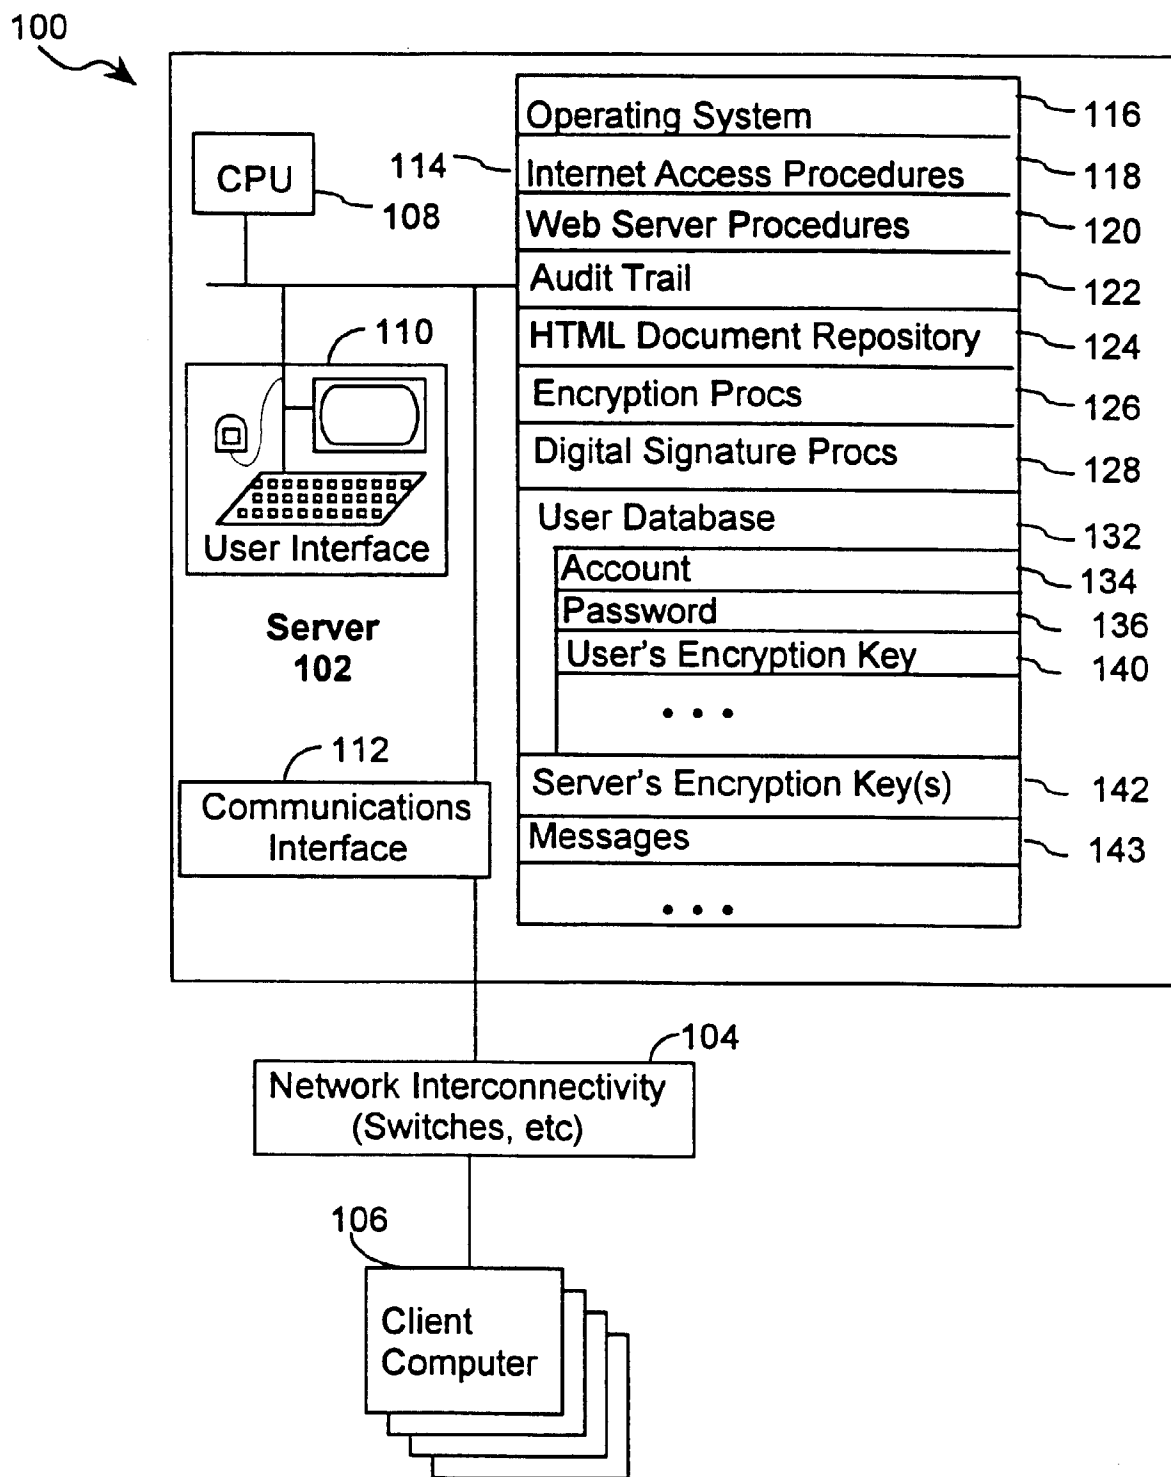 100
CPU
108
114
Operating System
116
Internet Access Procedures
118
Web Server Procedures
120
Audit Trail
122
HTML Document Repository
124
Encryption Procs
126
Digital Signature Procs
128
User Database
132
Account
134
Password
136
User's Encryption Key
140
• • •
Server's Encryption Key(s)
142
Messages
143
• • •
110
User Interface
Server
102
112
Communications
Interface
104
Network Interconnectivity
(Switches, etc)
106
Client
Computer